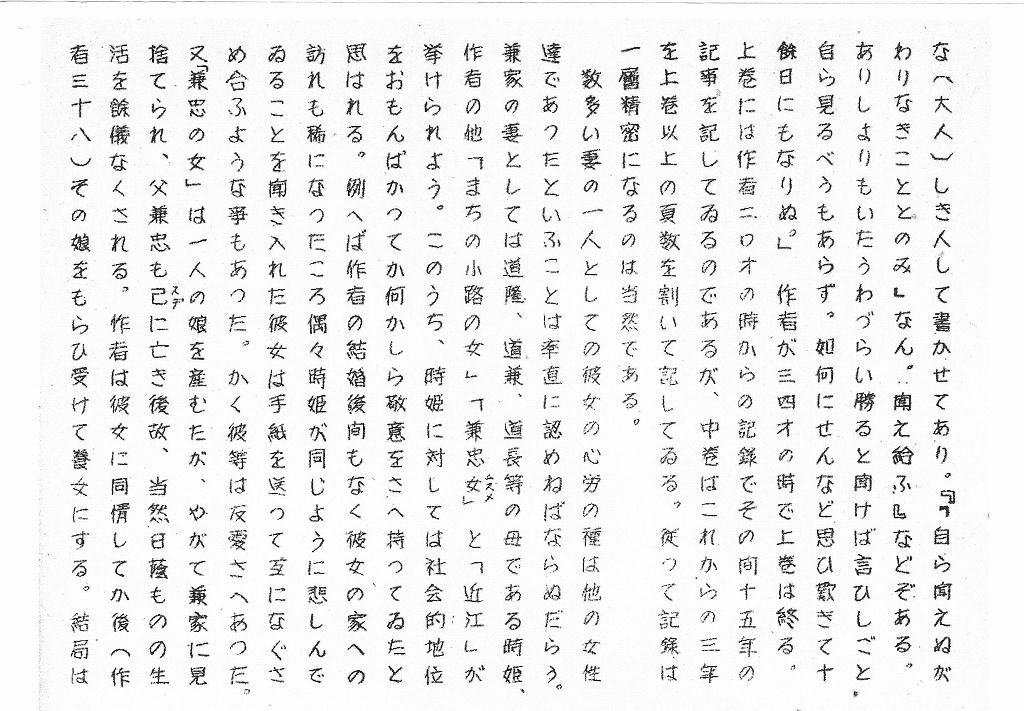 な（大人）しき人して書かせてあり。『「自ら聞えぬが
わりなきこととのみ』なん。聞え給ふ』などぞある。
ありしよりもいたうわづらい勝ると聞けば言ひしごと、
自ら見るべうもあらず。如何にせんなど思ひ歎きて十
餘日にもなりぬ。」　作者が三四才の時で上巻は終る。
上巻には作者二〇才の時からの記録でその間十五年の
記事を記してゐるのであるが、中巻はこれからの三年
を上巻以上の頁数を割いて記してゐる。従つて記録は
一層精密になるのは当然である。
数多い妻の一人としての彼女の心労の種は他の女性
達であつたといふことは率直に認めねばならぬだらう。
兼家の妻としては道隆、道兼、道長等の母である時姫、
作者の他「まちの小路の女」「兼忠女ムスメ」と「近江」が
挙げられよう。このうち、時姫に対しては社会的地位
をおもんぱかつてか何かしら敬意をさへ持つてゐたと
思はれる。例へば作者の結婚後間もなく彼女の家への
訪れも稀になつたころ偶々時姫が同じように悲しんで
ゐることを聞き入れた彼女は手紙を送つて互になぐさ
め合ふような事もあつた。かく彼等は友愛さへあつた。
又「兼忠の女」は一人の娘を産むたが、やがて兼家に見
捨てられ、父兼忠も己スデに亡き後故、当然日蔭ものの生
活を餘儀なくされる。作者は彼女に同情してか後（作
者三十八）その娘をもらひ受けて養女にする。結局は